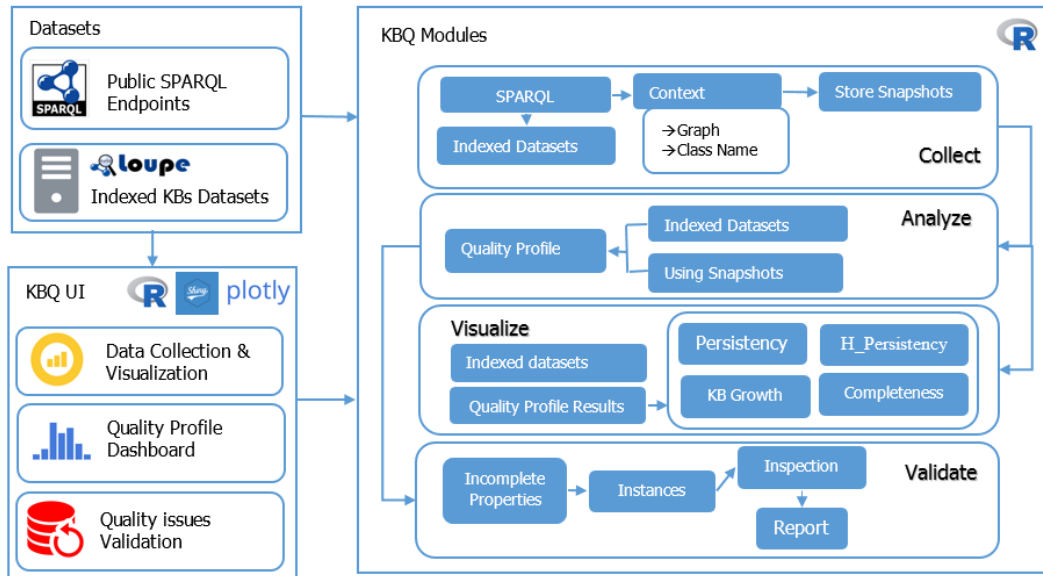 Datasets
SPARQL
Public SPARQL
Endpoints
Loupe
Indexed KBs Datasets
KBQ UI
R
Shiny
plotly
Data Collection &
Visualization
Quality Profile
Dashboard
Quality issues
Validation
KBQ Modules
R
SPARQL
Context
Store Snapshots
Indexed Datasets
→Graph
→Class Name
Collect
Analyze
Quality Profile
Indexed Datasets
Using Snapshots
Visualize
Indexed datasets
Quality Profile Results
Persistency
H_Persistency
KB Growth
Completeness
Validate
Incomplete
Properties
Instances
Inspection
Report